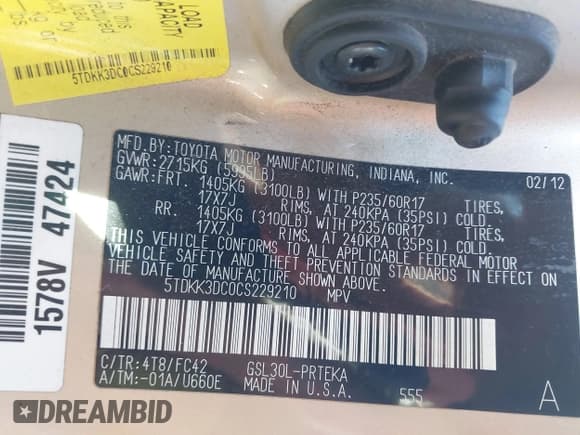 LOAD
CAPACITY
5TDKK3DC0CS229210
1578V 47424
MFD. BY: TOYOTA MOTOR MANUFACTURING, INDIANA, INC. 02/12
GVWR: 2715KG (5985LB)
GAWR: FRT. 1405KG (3100LB) WITH P235/60R17 TIRES,
17X7J RIMS, AT 240KPA (35PSI) COLD.
RR. 1405KG (3100LB) WITH P235/60R17 TIRES,
17X7J RIMS, AT 240KPA (35PSI) COLD.
THIS VEHICLE CONFORMS TO ALL APPLICABLE FEDERAL MOTOR
VEHICLE SAFETY AND THEFT PREVENTION STANDARDS IN EFFECT ON
THE DATE OF MANUFACTURE SHOWN ABOVE.
5TDKK3DC0CS229210 MPV
C/TR: 4T8/FC42 GSL30L-PRTEKA
A/TM: -01A/U660E MADE IN U.S.A. 555 A
DREAMBID